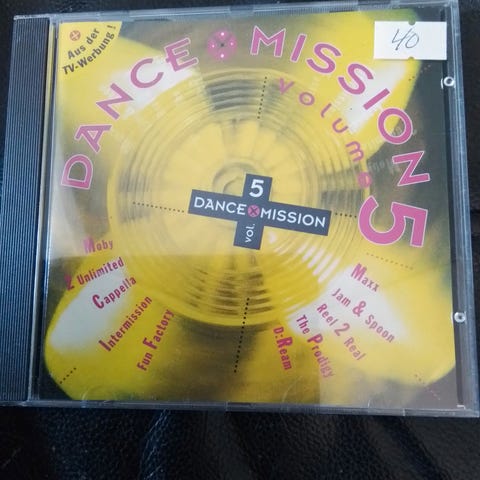 Aus der
TV-Werbung!
40
DANCE MISSION
Volume 5
5
DANCE MISSION
vol.
Moby
2 Unlimited
Cappella
Intermission
Fun Factory
Maxx
Jam & Spoon
Reel 2 Real
The Prodigy
D:Ream